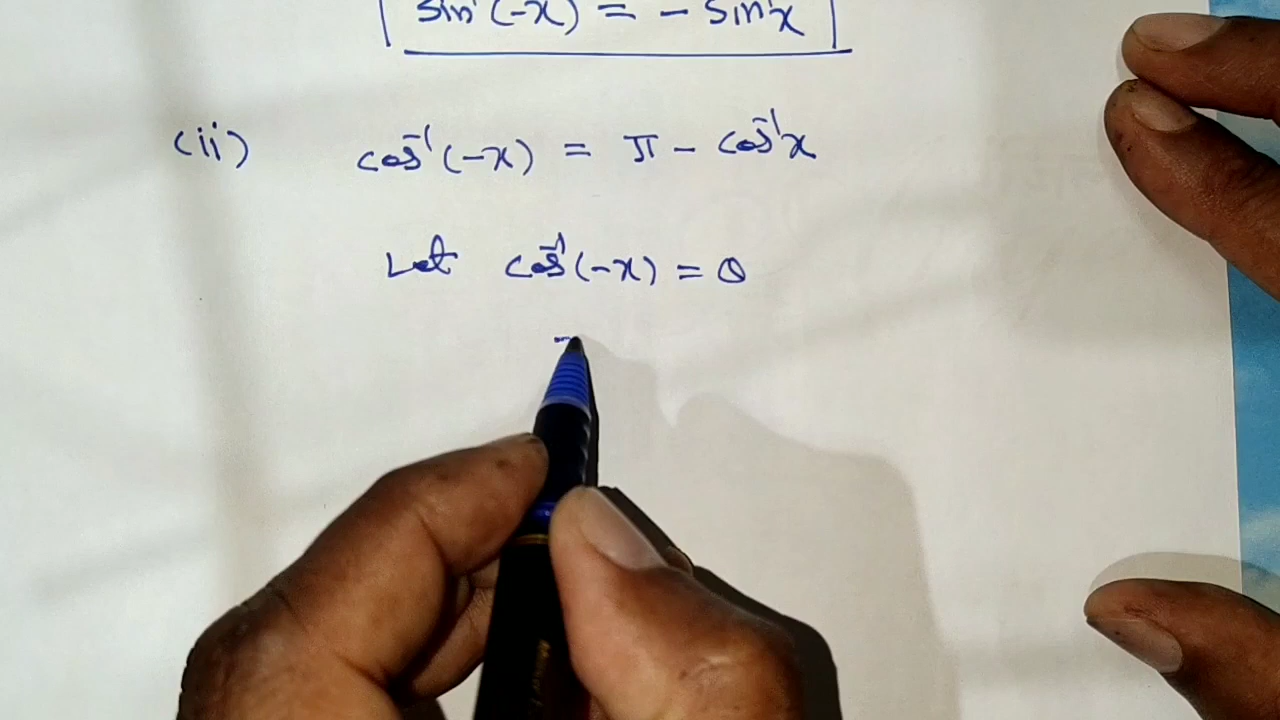 sin⁻¹(-x) = - sin⁻¹x
(ii) cos⁻¹(-x) = π - cos⁻¹x
Let cos⁻¹(-x) = θ
-